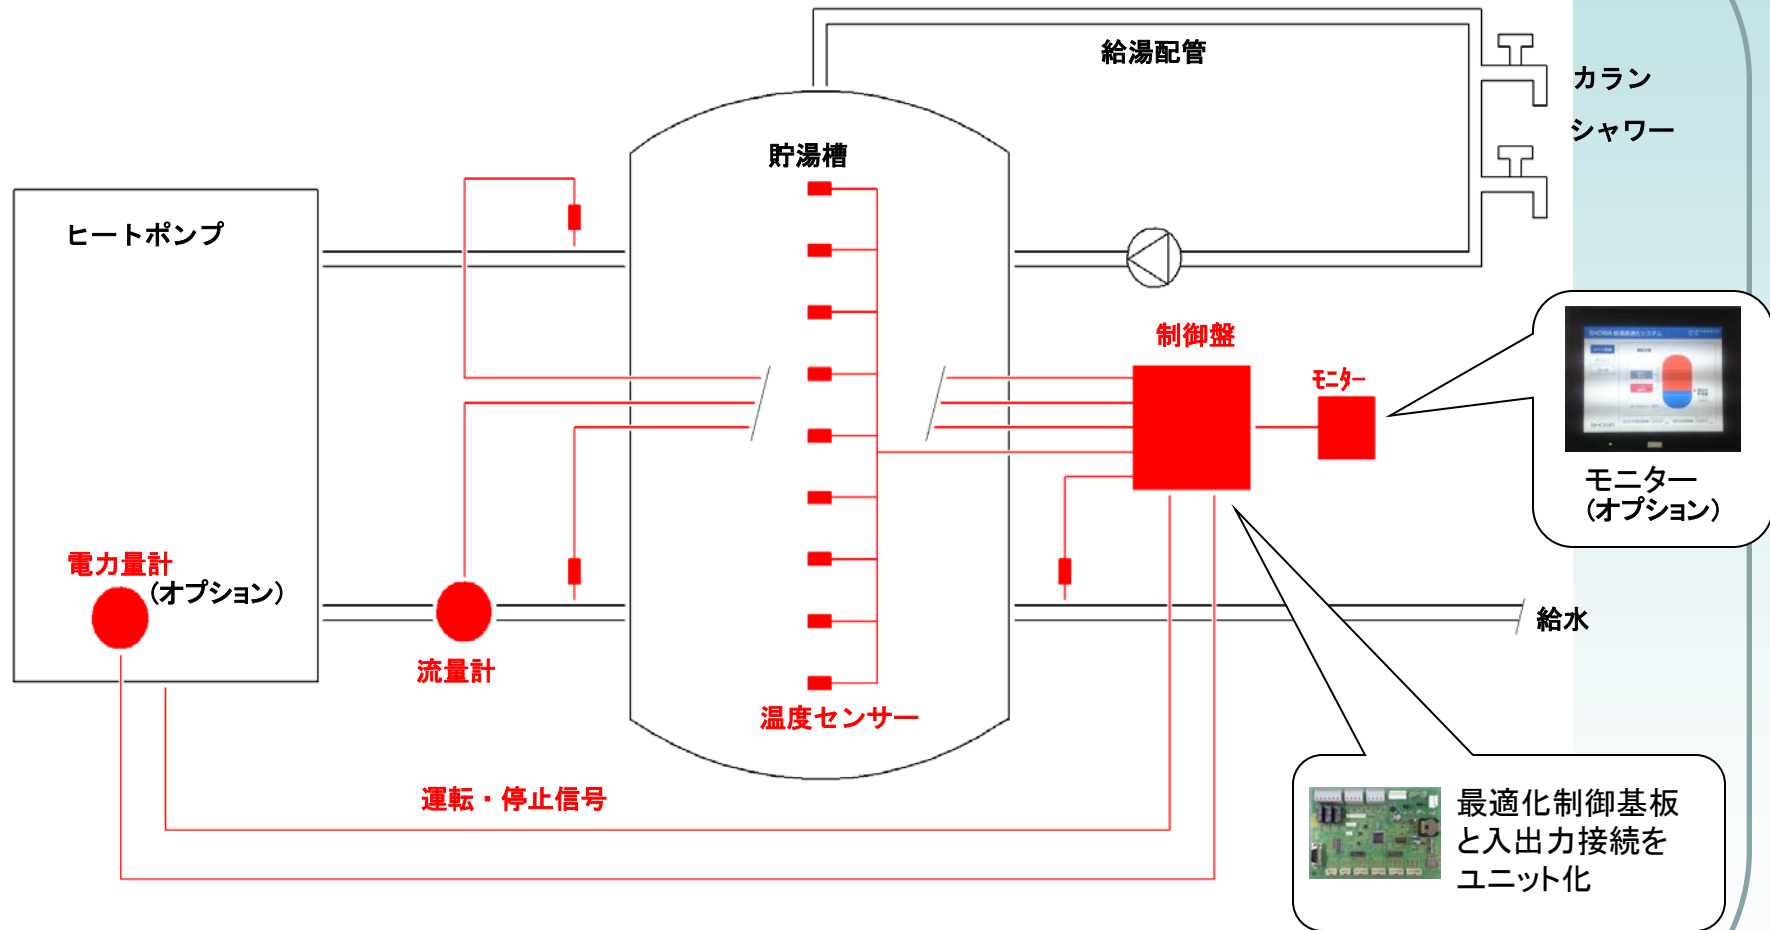 給湯配管
カラン
シャワー
貯湯槽
ヒートポンプ
制御盤
ﾓﾆﾀｰ
モニター
（オプション）
電力量計
（オプション）
流量計
給水
温度センサー
運転・停止信号
最適化制御基板
と入出力接続を
ユニット化